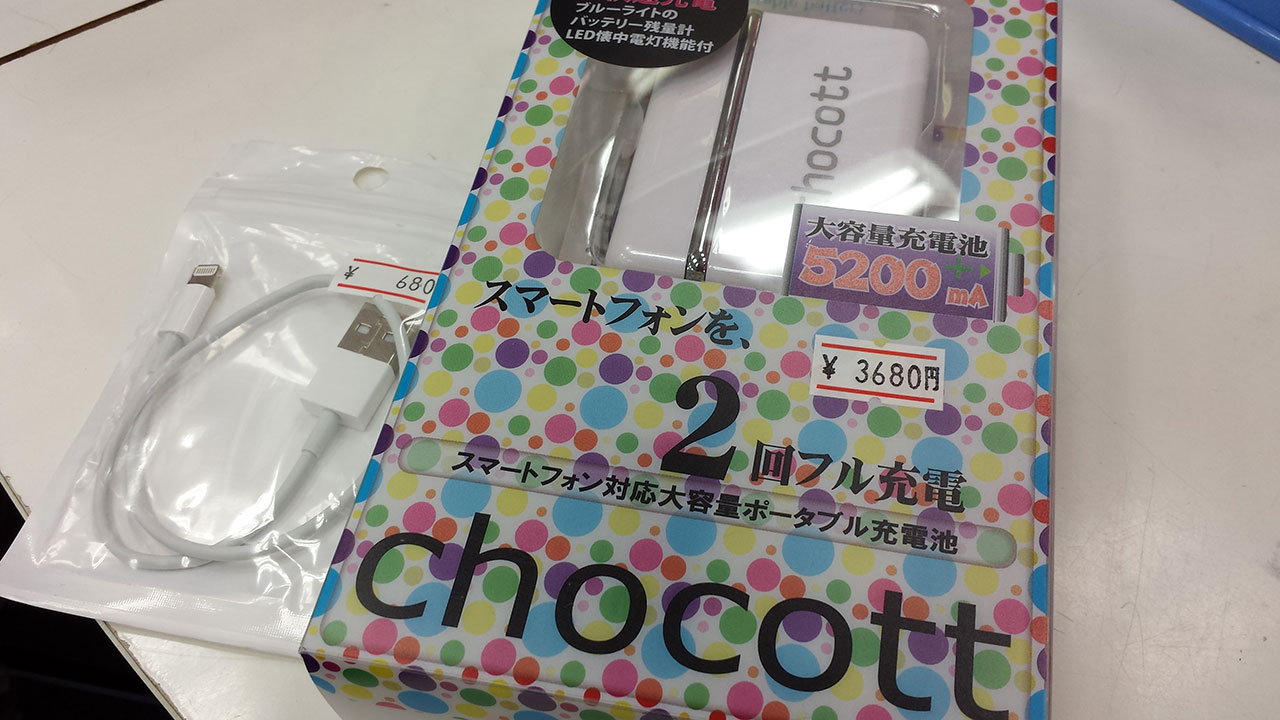 ブルーライトの
バッテリー残量計
LED懐中電灯機能付
chocott
大容量充電池
5200 mA
¥ 680
スマートフォンを、
¥ 3680円
2回フル充電
スマートフォン対応大容量ポータブル充電池
chocott